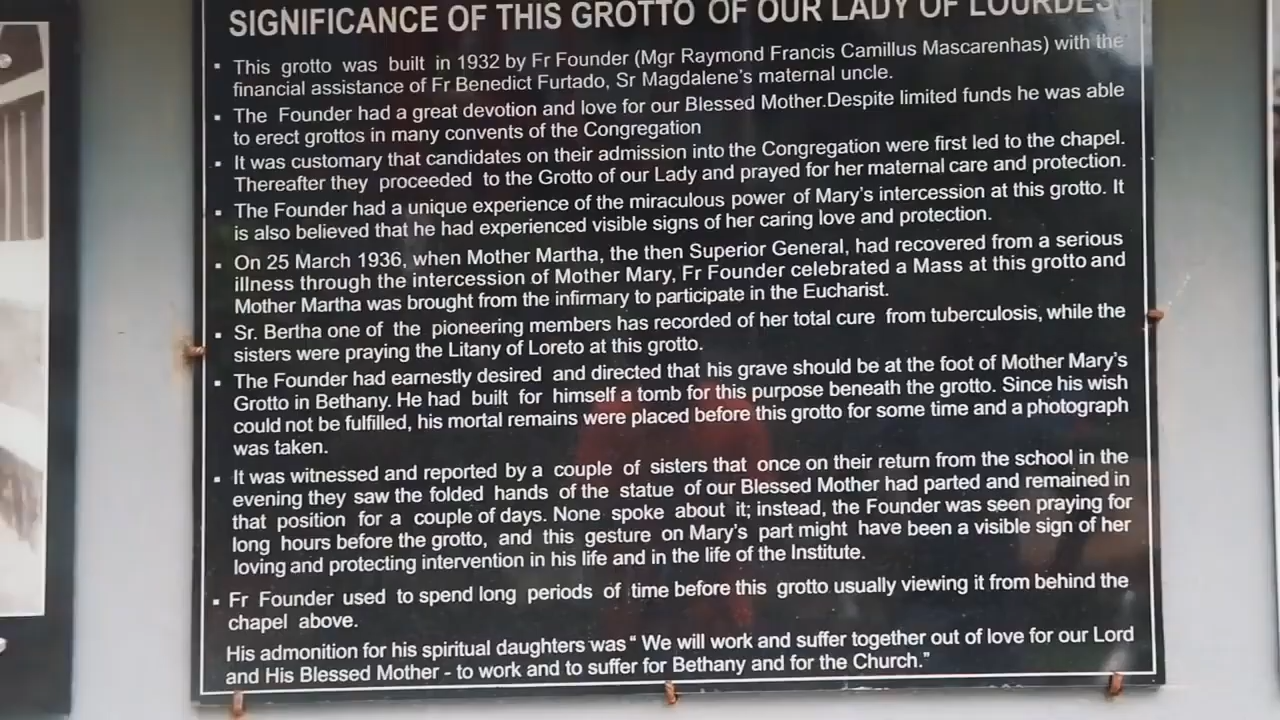 SIGNIFICANCE OF THIS GROTTO OF OUR LADY OF LOURDES
▪ This grotto was built in 1932 by Fr Founder (Mgr Raymond Francis Camillus Mascarenhas) with the
financial assistance of Fr Benedict Furtado, Sr Magdalene's maternal uncle.
▪ The Founder had a great devotion and love for our Blessed Mother.Despite limited funds he was able
to erect grottos in many convents of the Congregation
▪ It was customary that candidates on their admission into the Congregation were first led to the chapel.
Thereafter they proceeded to the Grotto of our Lady and prayed for her maternal care and protection.
▪ The Founder had a unique experience of the miraculous power of Mary's intercession at this grotto. It
is also believed that he had experienced visible signs of her caring love and protection.
▪ On 25 March 1936, when Mother Martha, the then Superior General, had recovered from a serious
illness through the intercession of Mother Mary, Fr Founder celebrated a Mass at this grotto and
Mother Martha was brought from the infirmary to participate in the Eucharist.
▪ Sr. Bertha one of the pioneering members has recorded of her total cure from tuberculosis, while the
sisters were praying the Litany of Loreto at this grotto.
▪ The Founder had earnestly desired and directed that his grave should be at the foot of Mother Mary's
Grotto in Bethany. He had built for himself a tomb for this purpose beneath the grotto. Since his wish
could not be fulfilled, his mortal remains were placed before this grotto for some time and a photograph
was taken.
▪ It was witnessed and reported by a couple of sisters that once on their return from the school in the
evening they saw the folded hands of the statue of our Blessed Mother had parted and remained in
that position for a couple of days. None spoke about it; instead, the Founder was seen praying for
long hours before the grotto, and this gesture on Mary's part might have been a visible sign of her
loving and protecting intervention in his life and in the life of the Institute.
▪ Fr Founder used to spend long periods of time before this grotto usually viewing it from behind the
chapel above.
His admonition for his spiritual daughters was “ We will work and suffer together out of love for our Lord
and His Blessed Mother - to work and to suffer for Bethany and for the Church.”